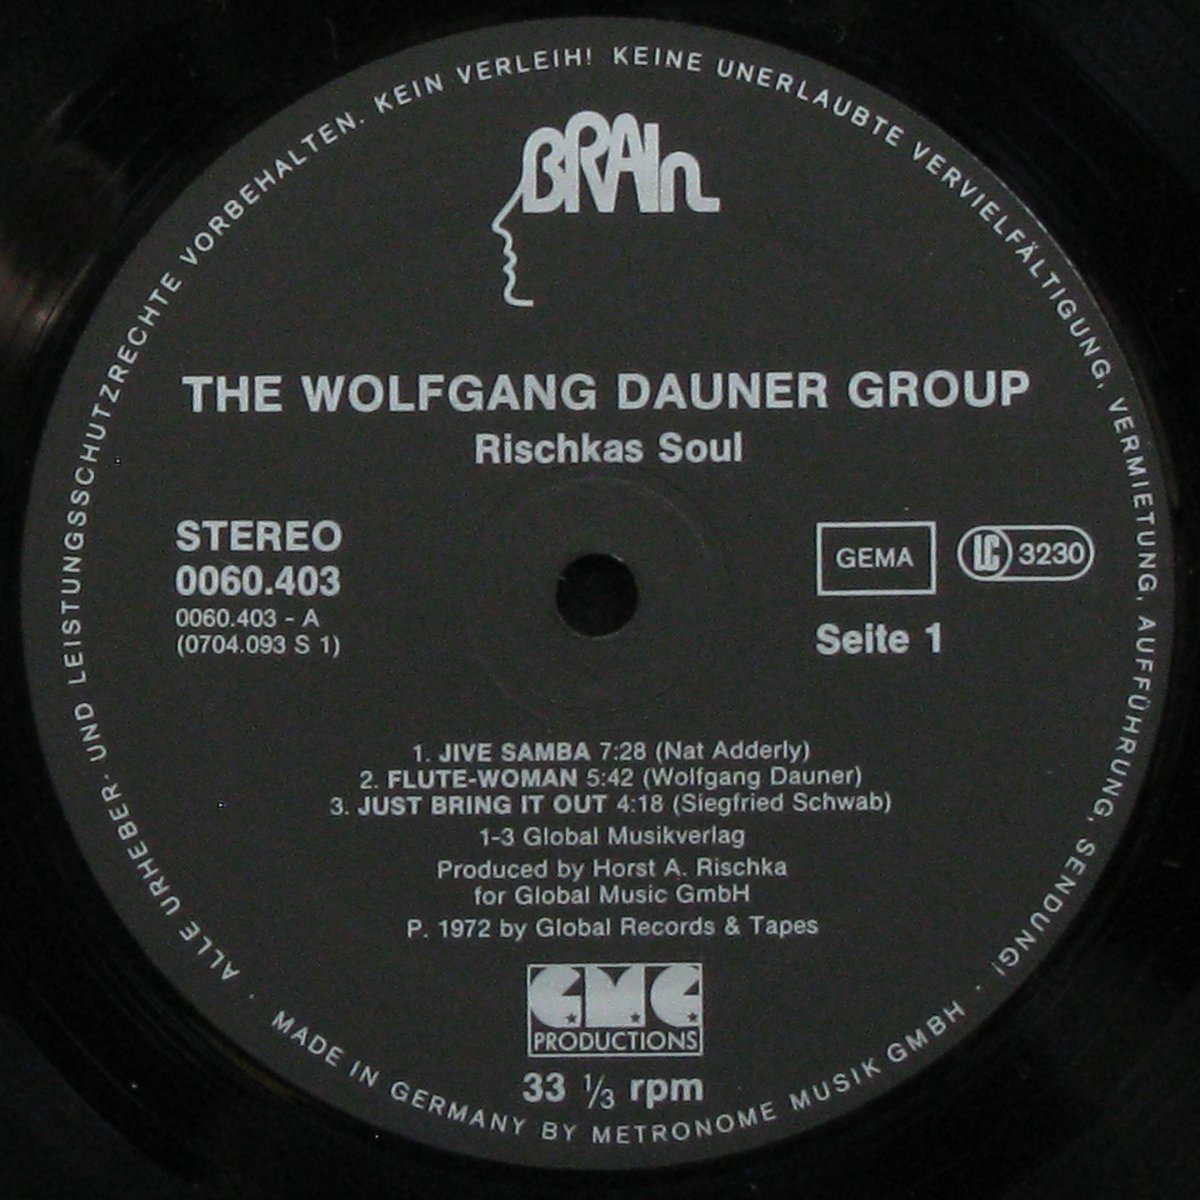 ALLE URHEBER- UND LEISTUNGSSCHUTZRECHTE VORBEHALTEN. KEIN VERLEIH! KEINE UNERLAUBTE VERVIELFÄLTIGUNG, VERMIETUNG, AUFFÜHRUNG, SENDUNG!
BRAIn
THE WOLFGANG DAUNER GROUP
Rischkas Soul
STEREO
0060.403
0060.403 - A
(0704.093 S 1)
GEMA
LC 3230
Seite 1
1. JIVE SAMBA 7:28 (Nat Adderly)
2. FLUTE-WOMAN 5:42 (Wolfgang Dauner)
3. JUST BRING IT OUT 4:18 (Siegfried Schwab)
1-3 Global Musikverlag
Produced by Horst A. Rischka
for Global Music GmbH
P. 1972 by Global Records & Tapes
G.M.G.
PRODUCTIONS
33 1/3 rpm
· MADE IN GERMANY BY METRONOME MUSIK GMBH ·